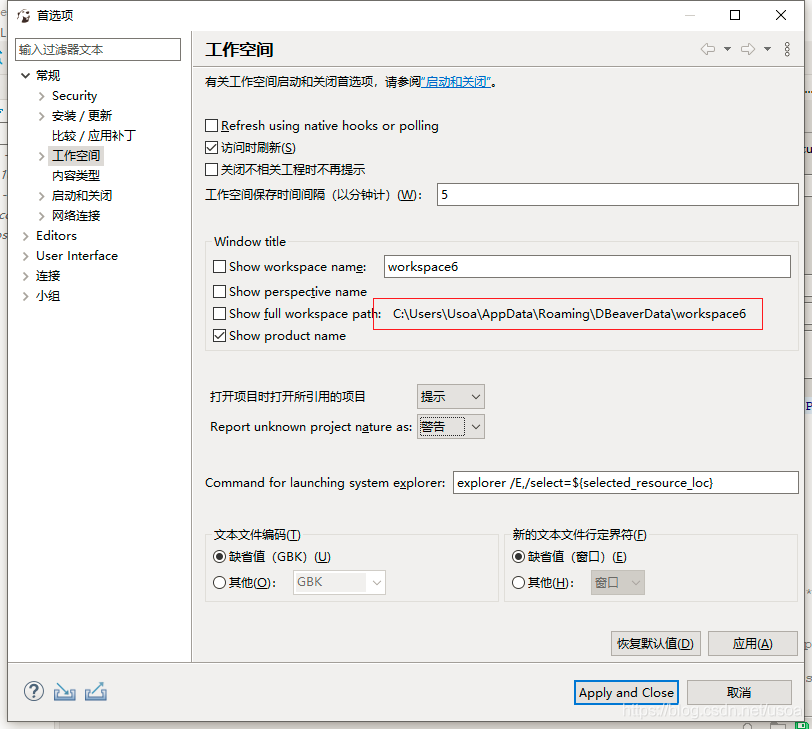 首选项
输入过滤器文本
常规
Security
安装 / 更新
比较 / 应用补丁
工作空间
内容类型
启动和关闭
网络连接
Editors
User Interface
连接
小组
工作空间
有关工作空间启动和关闭首选项，请参阅“启动和关闭”。
Refresh using native hooks or polling
访问时刷新(S)
关闭不相关工程时不再提示
工作空间保存时间间隔（以分钟计）(W)： 5
Window title
Show workspace name: workspace6
Show perspective name
Show full workspace path: C:\Users\Usoa\AppData\Roaming\DBeaverData\workspace6
Show product name
打开项目时打开所引用的项目 提示
Report unknown project nature as: 警告
Command for launching system explorer: explorer /E,/select=${selected_resource_loc}
文本文件编码(T)
缺省值（GBK）(U)
其他(O)： GBK
新的文本文件行定界符(F)
缺省值（窗口）(E)
其他(H)： 窗口
恢复默认值(D) 应用(A)
Apply and Close 取消
https://blog.csdn.net/usoa